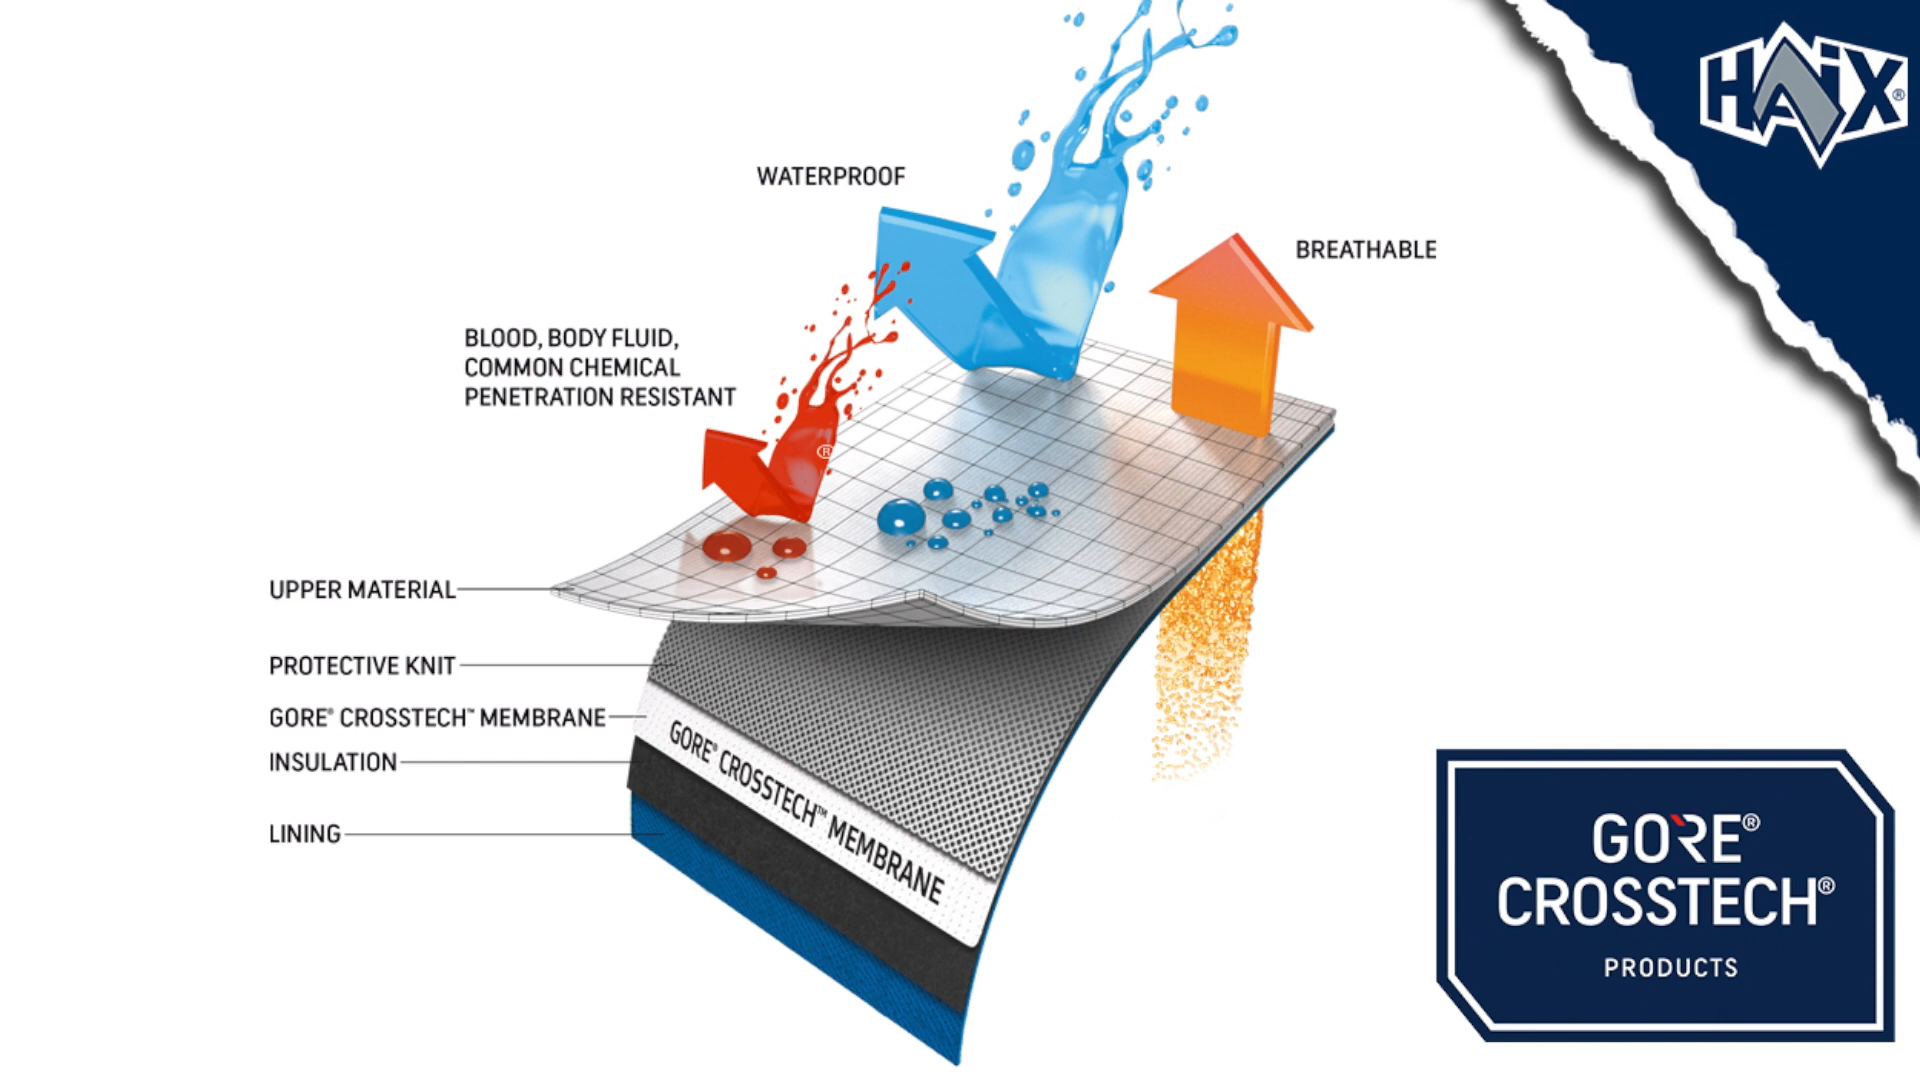 HAIX®
WATERPROOF
BREATHABLE
BLOOD, BODY FLUID,
COMMON CHEMICAL
PENETRATION RESISTANT
®
UPPER MATERIAL
PROTECTIVE KNIT
GORE® CROSSTECH™ MEMBRANE
INSULATION
LINING
GORE® CROSSTECH™ MEMBRANE
GORE®
CROSSTECH®
PRODUCTS